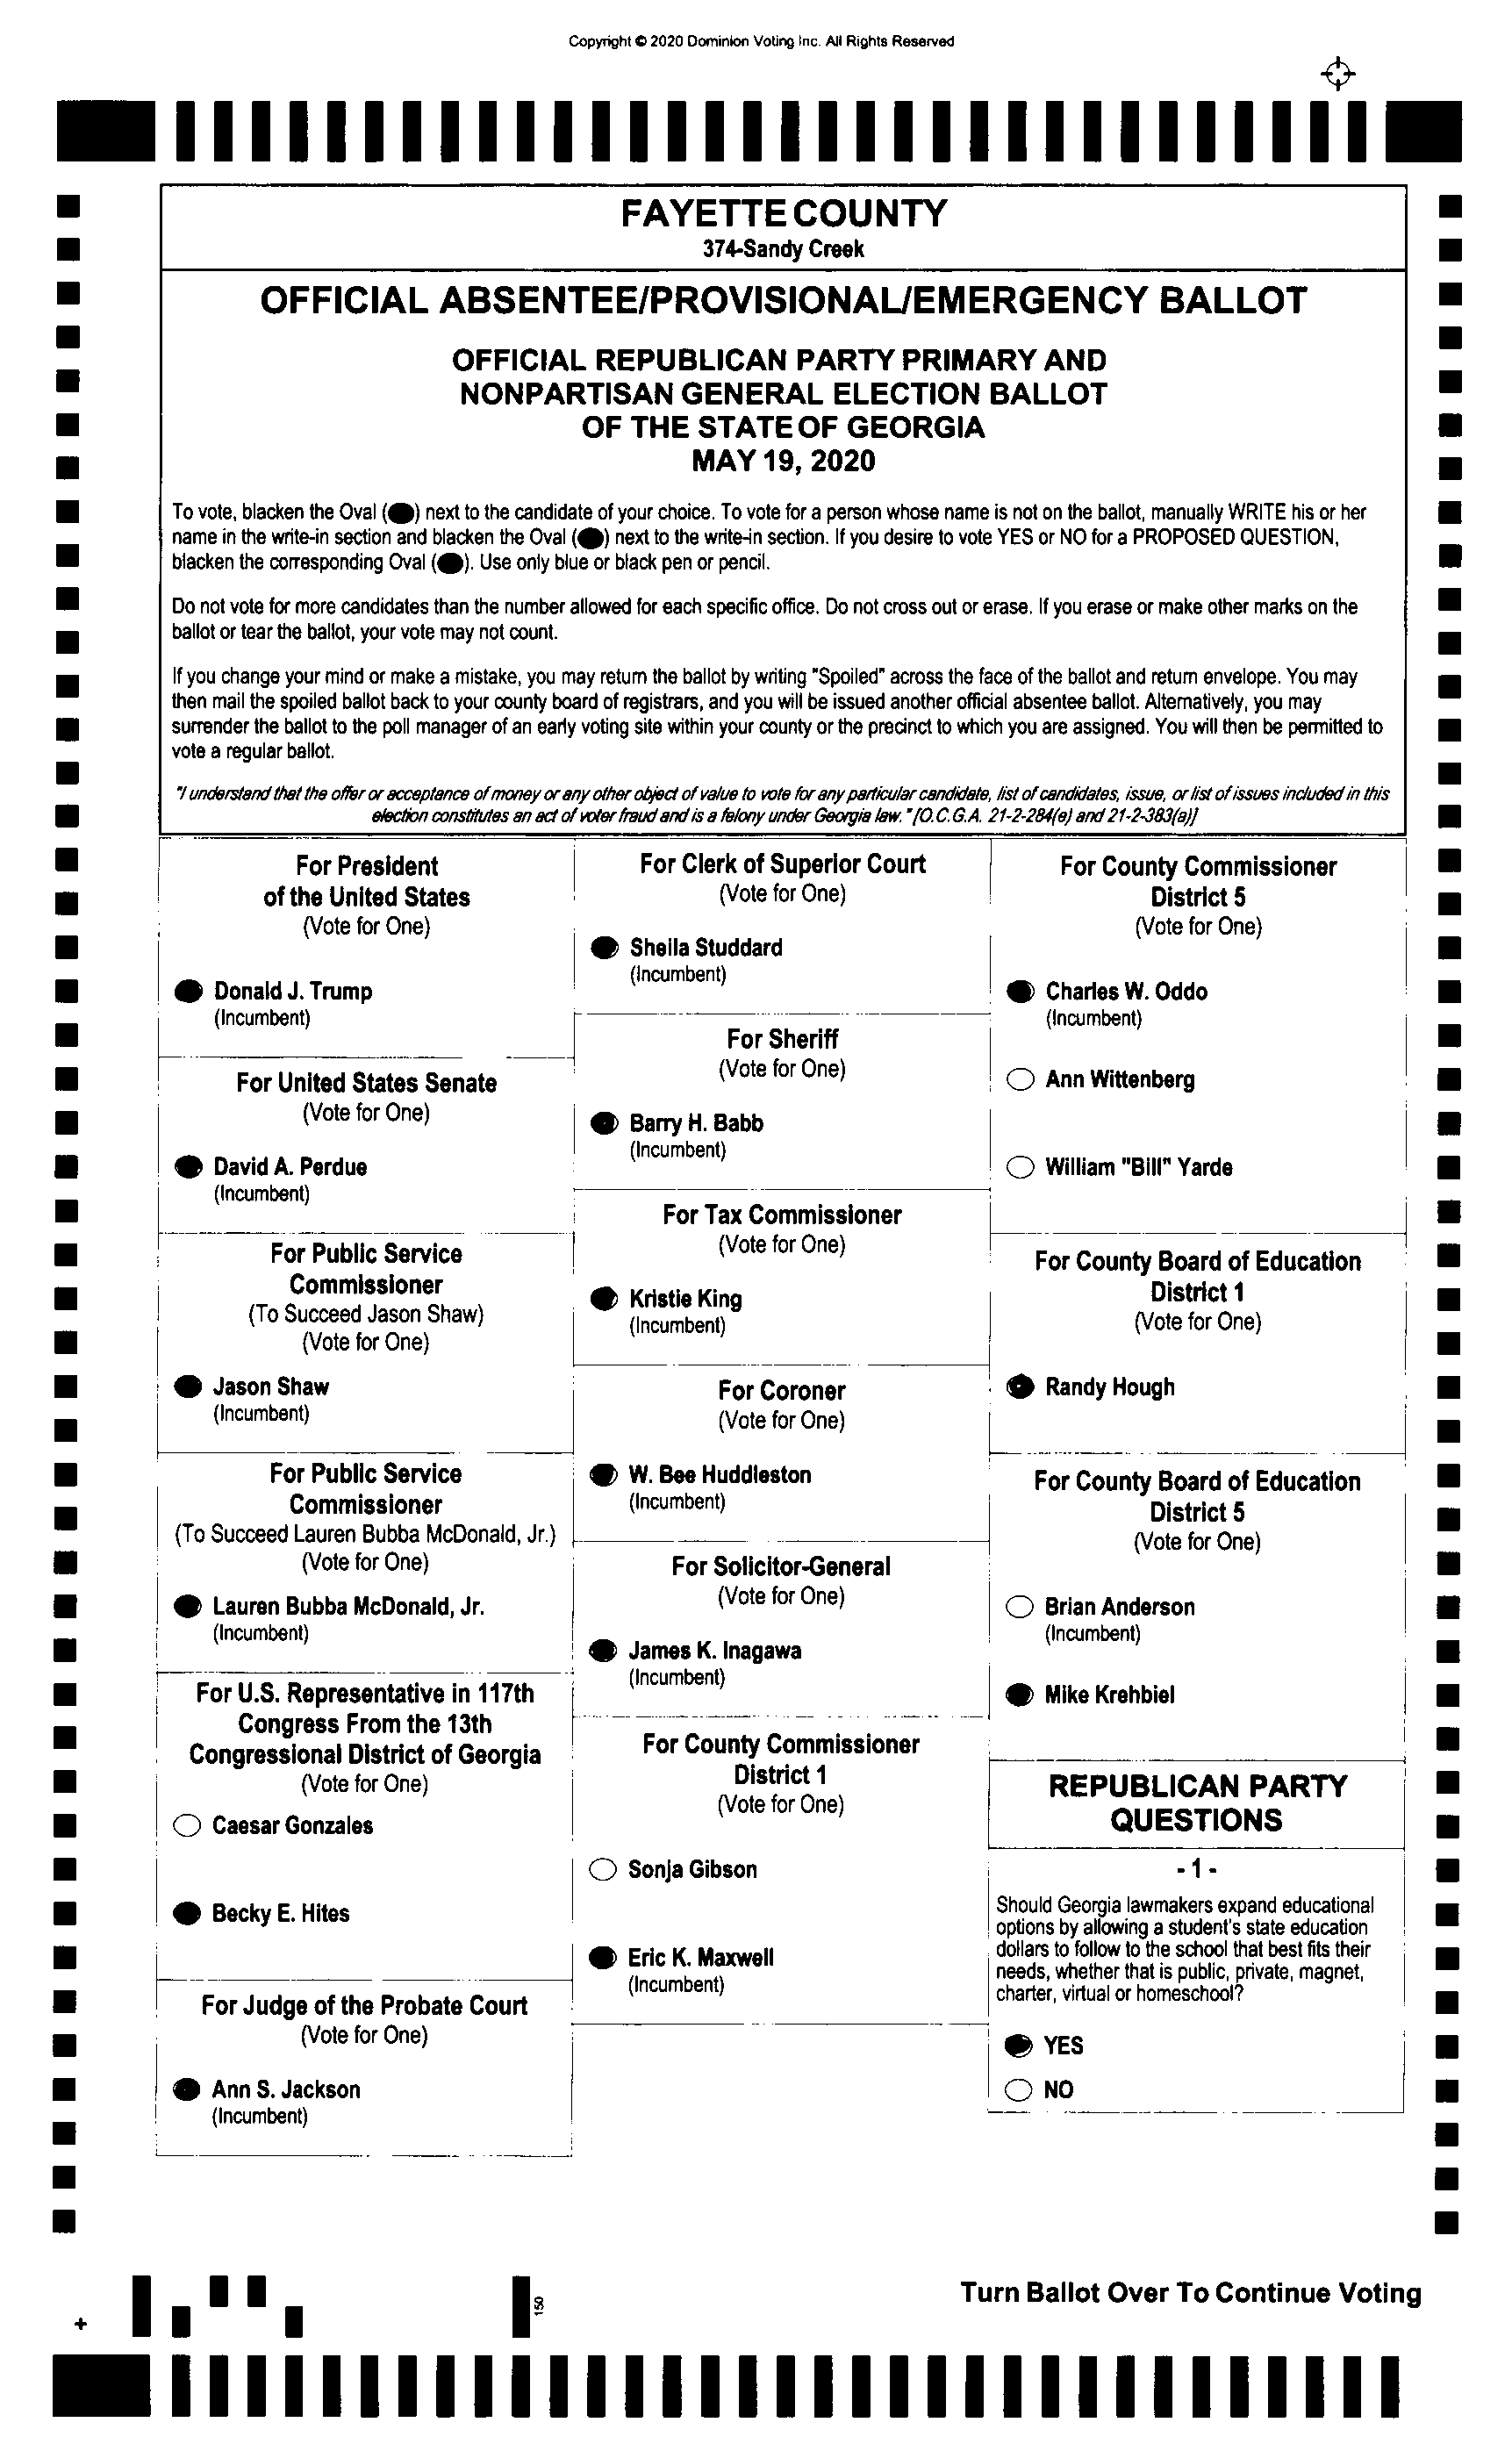 Copyright © 2020 Dominion Voting Inc. All Rights Reserved
FAYETTE COUNTY
374-Sandy Creek
OFFICIAL ABSENTEE/PROVISIONAL/EMERGENCY BALLOT
OFFICIAL REPUBLICAN PARTY PRIMARY AND
NONPARTISAN GENERAL ELECTION BALLOT
OF THE STATE OF GEORGIA
MAY 19, 2020
To vote, blacken the Oval ( ) next to the candidate of your choice. To vote for a person whose name is not on the ballot, manually WRITE his or her
name in the write-in section and blacken the Oval ( ) next to the write-in section. If you desire to vote YES or NO for a PROPOSED QUESTION,
blacken the corresponding Oval ( ). Use only blue or black pen or pencil.
Do not vote for more candidates than the number allowed for each specific office. Do not cross out or erase. If you erase or make other marks on the
ballot or tear the ballot, your vote may not count.
If you change your mind or make a mistake, you may return the ballot by writing "Spoiled" across the face of the ballot and return envelope. You may
then mail the spoiled ballot back to your county board of registrars, and you will be issued another official absentee ballot. Alternatively, you may
surrender the ballot to the poll manager of an early voting site within your county or the precinct to which you are assigned. You will then be permitted to
vote a regular ballot.
"I understand that the offer or acceptance of money or any other object of value to vote for any particular candidate, list of candidates, issue, or list of issues included in this
election constitutes an act of voter fraud and is a felony under Georgia law." [O.C.G.A. 21-2-284(e) and 21-2-383(a)]
For President
of the United States
(Vote for One)
Donald J. Trump
(Incumbent)
For United States Senate
(Vote for One)
David A. Perdue
(Incumbent)
For Public Service
Commissioner
(To Succeed Jason Shaw)
(Vote for One)
Jason Shaw
(Incumbent)
For Public Service
Commissioner
(To Succeed Lauren Bubba McDonald, Jr.)
(Vote for One)
Lauren Bubba McDonald, Jr.
(Incumbent)
For U.S. Representative in 117th
Congress From the 13th
Congressional District of Georgia
(Vote for One)
Caesar Gonzales
Becky E. Hites
For Judge of the Probate Court
(Vote for One)
Ann S. Jackson
(Incumbent)
For Clerk of Superior Court
(Vote for One)
Sheila Studdard
(Incumbent)
For Sheriff
(Vote for One)
Barry H. Babb
(Incumbent)
For Tax Commissioner
(Vote for One)
Kristie King
(Incumbent)
For Coroner
(Vote for One)
W. Bee Huddleston
(Incumbent)
For Solicitor-General
(Vote for One)
James K. Inagawa
(Incumbent)
For County Commissioner
District 1
(Vote for One)
Sonja Gibson
Eric K. Maxwell
(Incumbent)
For County Commissioner
District 5
(Vote for One)
Charles W. Oddo
(Incumbent)
Ann Wittenberg
William "Bill" Yarde
For County Board of Education
District 1
(Vote for One)
Randy Hough
For County Board of Education
District 5
(Vote for One)
Brian Anderson
(Incumbent)
Mike Krehbiel
REPUBLICAN PARTY
QUESTIONS
- 1 -
Should Georgia lawmakers expand educational
options by allowing a student's state education
dollars to follow to the school that best fits their
needs, whether that is public, private, magnet,
charter, virtual or homeschool?
YES
NO
Turn Ballot Over To Continue Voting
150
+